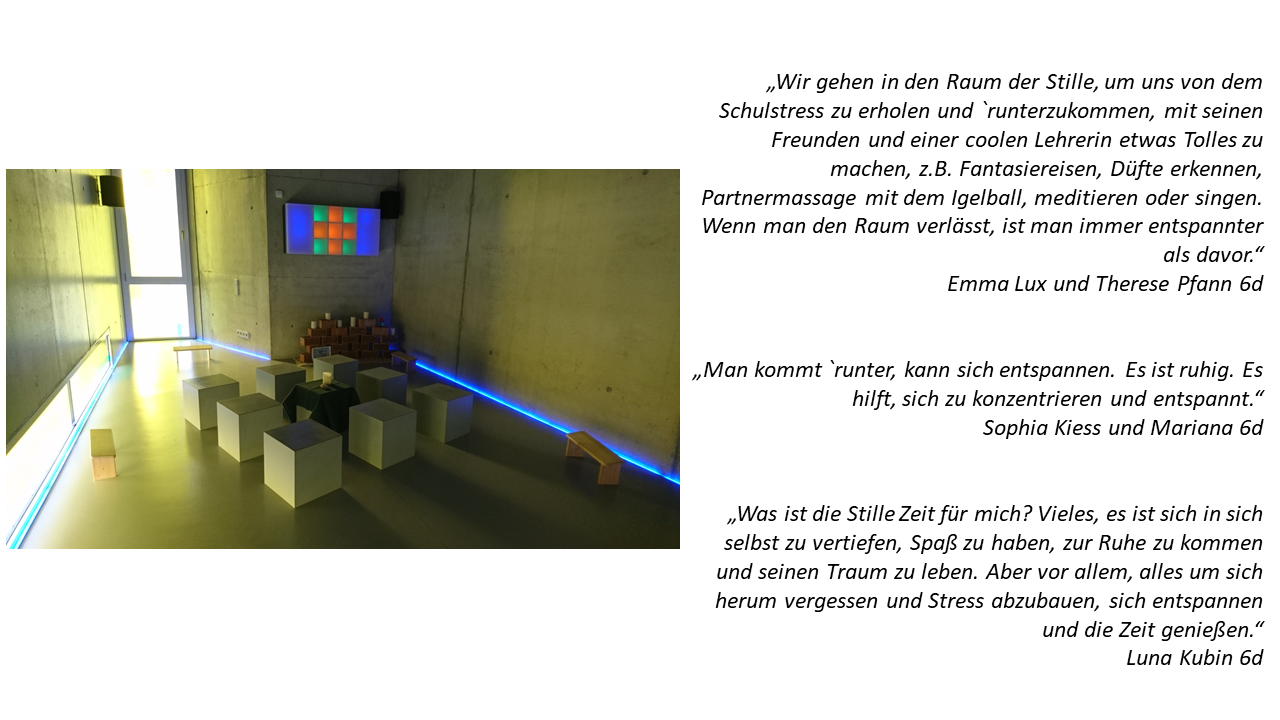 „Wir gehen in den Raum der Stille, um uns von dem
Schulstress zu erholen und `runterzukommen, mit seinen
Freunden und einer coolen Lehrerin etwas Tolles zu
machen, z.B. Fantasiereisen, Düfte erkennen,
Partnermassage mit dem Igelball, meditieren oder singen.
Wenn man den Raum verlässt, ist man immer entspannter
als davor.“
Emma Lux und Therese Pfann 6d
„Man kommt `runter, kann sich entspannen. Es ist ruhig. Es
hilft, sich zu konzentrieren und entspannt.“
Sophia Kiess und Mariana 6d
„Was ist die Stille Zeit für mich? Vieles, es ist sich in sich
selbst zu vertiefen, Spaß zu haben, zur Ruhe zu kommen
und seinen Traum zu leben. Aber vor allem, alles um sich
herum vergessen und Stress abzubauen, sich entspannen
und die Zeit genießen.“
Luna Kubin 6d